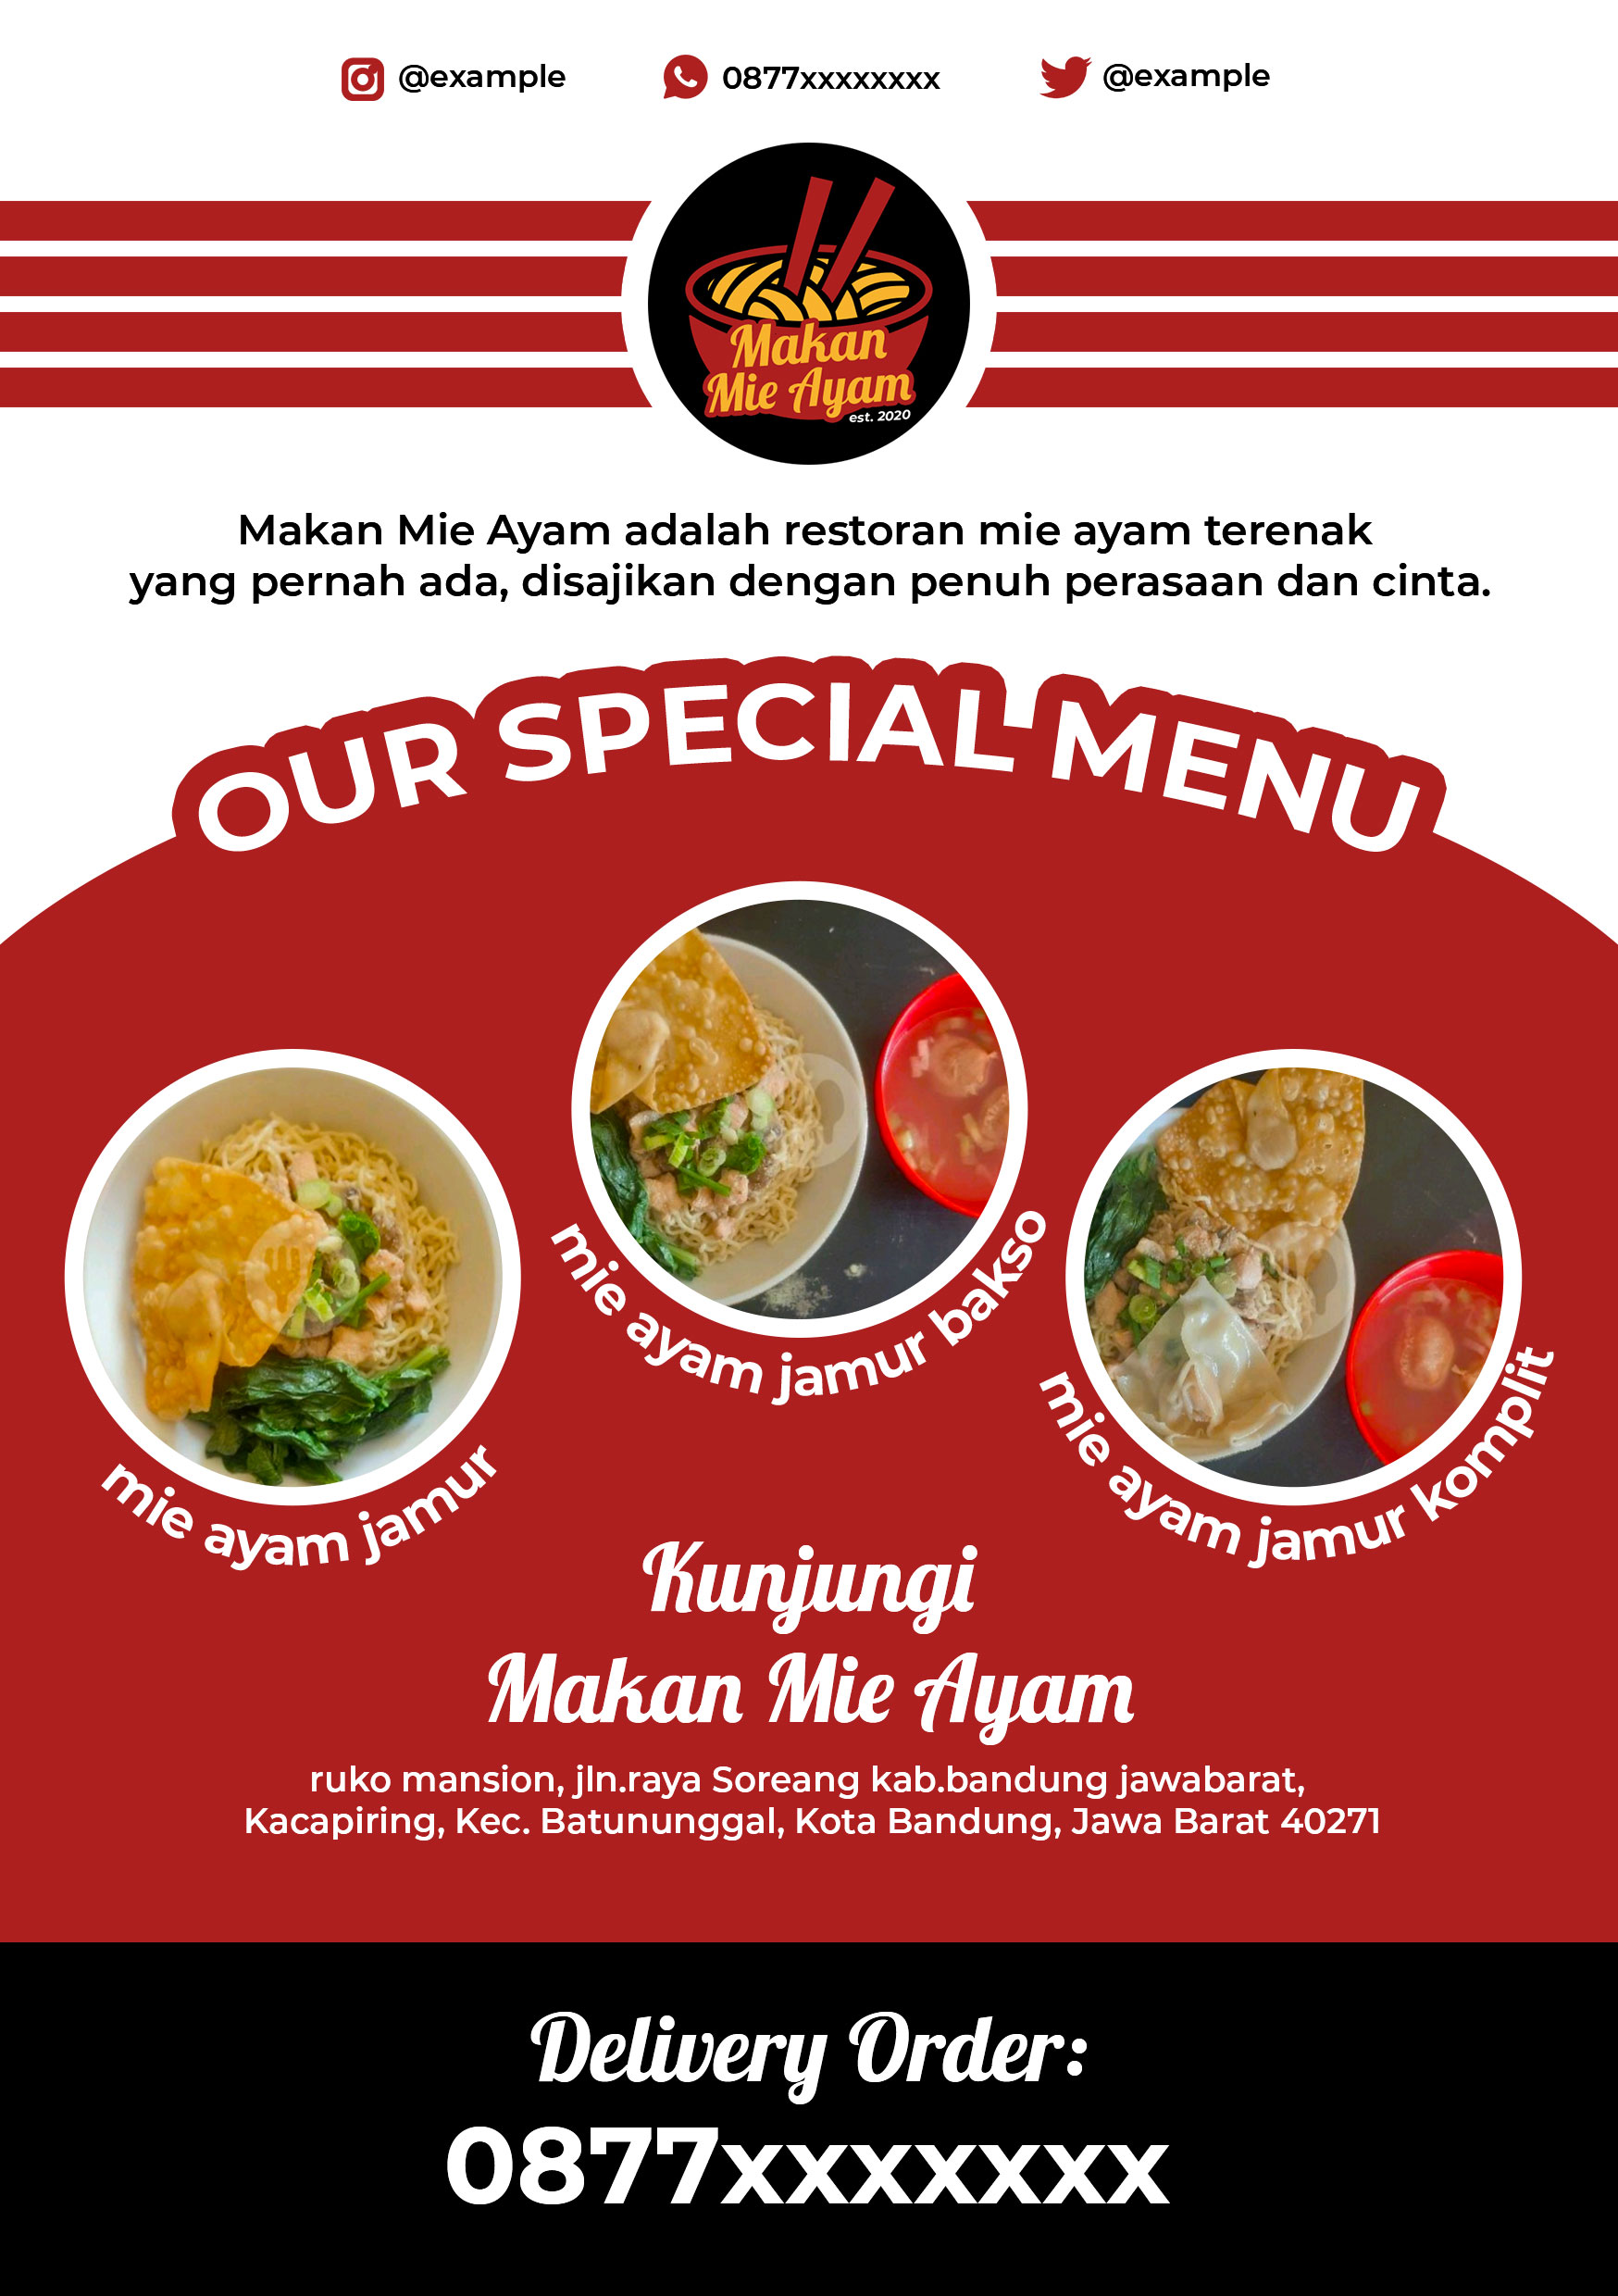 @example
0877xxxxxxxx
@example
Makan
Mie Ayam
est. 2020
Makan Mie Ayam adalah restoran mie ayam terenak
yang pernah ada, disajikan dengan penuh perasaan dan cinta.
OUR SPECIAL MENU
mie ayam jamur
mie ayam jamur bakso
mie ayam jamur komplit
Kunjungi
Makan Mie Ayam
ruko mansion, jln.raya Soreang kab.bandung jawabarat,
Kacapiring, Kec. Batununggal, Kota Bandung, Jawa Barat 40271
Delivery Order:
0877xxxxxxx